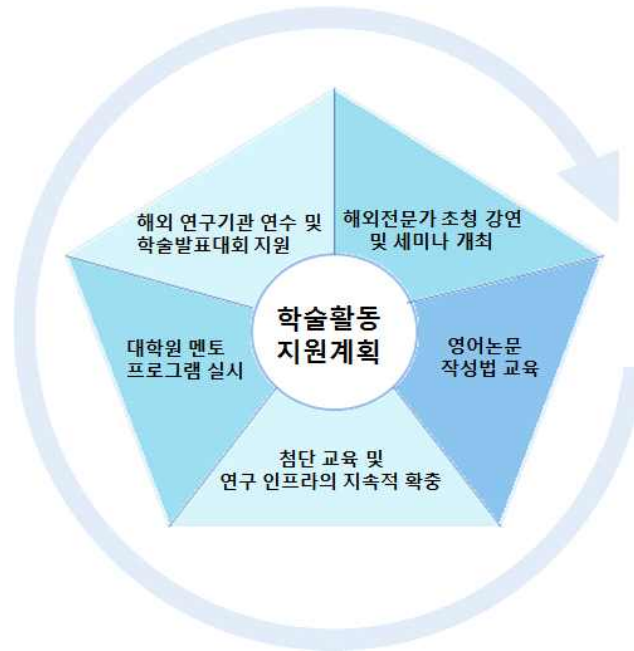 해외 연구기관 연수 및
학술발표대회 지원
해외전문가 초청 강연
및 세미나 개최
학술활동
지원계획
대학원 멘토
프로그램 실시
영어논문
작성법 교육
첨단 교육 및
연구 인프라의 지속적 확충